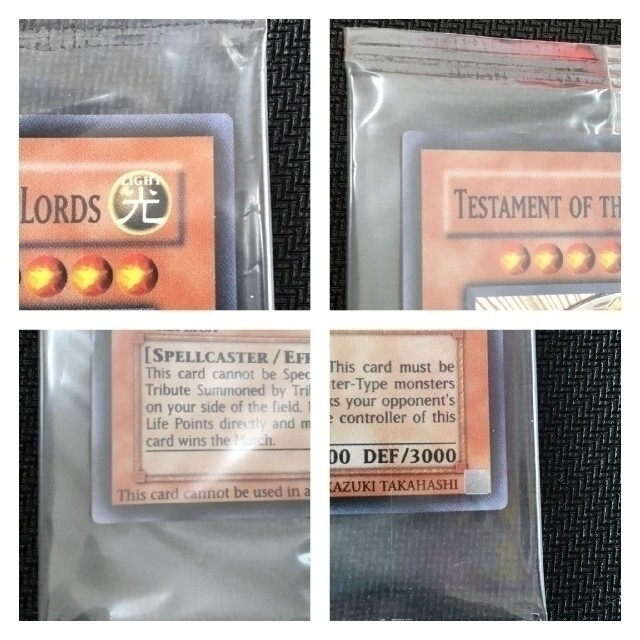 LORDS
LIGHT
光
TESTAMENT OF TH
[SPELLCASTER / EFF
This card cannot be Spec
Tribute Summoned by Tri
on your side of the field.
Life Points directly and m
card wins the Match.
This card cannot be used in a
This card must be
ter-Type monsters
ks your opponent's
e controller of this
00 DEF/3000
KAZUKI TAKAHASHI